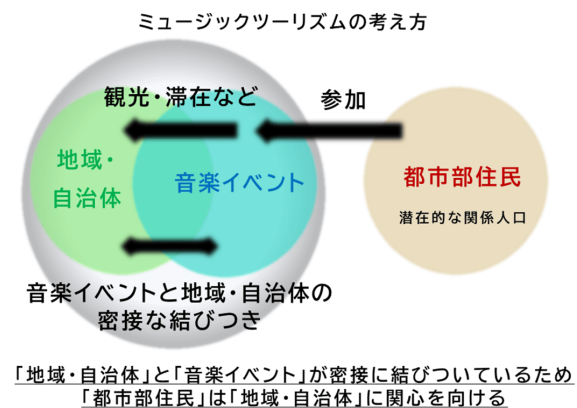 ミュージックツーリズムの考え方
観光・滞在など
参加
地域・
自治体
音楽イベント
都市部住民
潜在的な関係人口
音楽イベントと地域・自治体の
密接な結びつき
「地域・自治体」と「音楽イベント」が密接に結びついているため
「都市部住民」は「地域・自治体」に関心を向ける